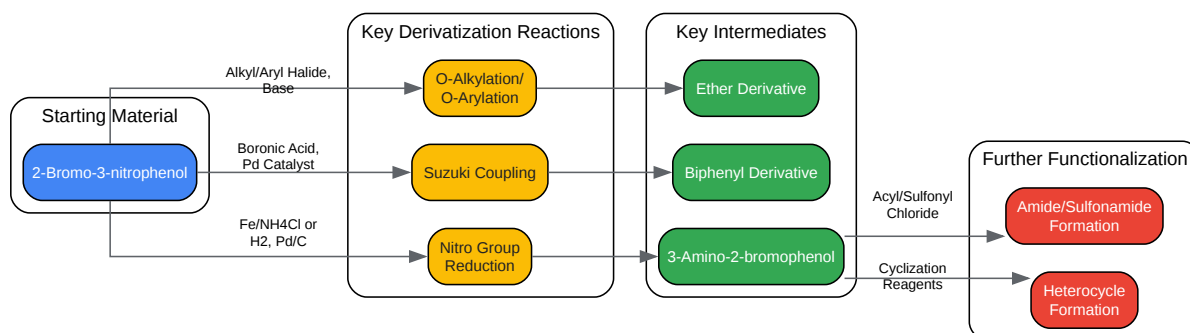 Key Derivatization Reactions
Key Intermediates
Alkyl/Aryl Halide,
Base
O-Alkylation/
O-Arylation
Ether Derivative
Starting Material
2-Bromo-3-nitrophenol
Boronic Acid,
Pd Catalyst
Suzuki Coupling
Biphenyl Derivative
Fe/NH4Cl or
H2, Pd/C
Nitro Group
Reduction
3-Amino-2-bromophenol
Further Functionalization
Acyl/Sulfonyl
Chloride
Amide/Sulfonamide
Formation
Cyclization
Reagents
Heterocycle
Formation